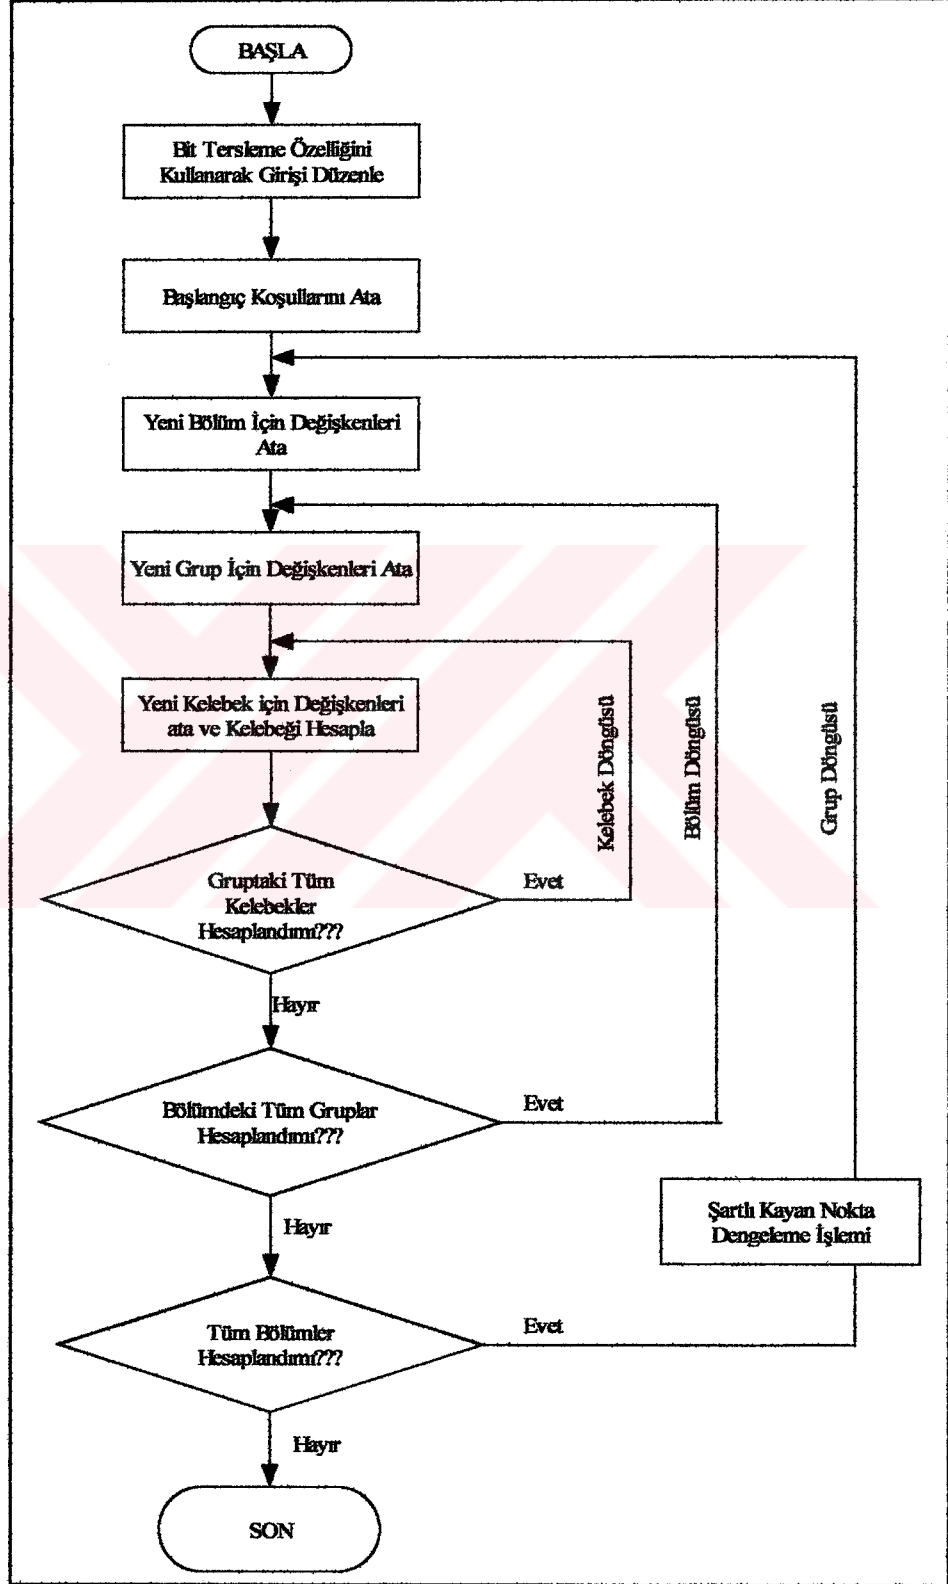 BAŞLA
Bit Tersleme Özelliğini
Kullanarak Girişi Düzenle
Başlangıç Koşullarını Ata
Yeni Bölüm İçin Değişkenleri
Ata
Yeni Grup İçin Değişkenleri Ata
Yeni Kelebek için Değişkenleri
ata ve Kelebeği Hesapla
Kelebek Döngüsü
Bölüm Döngüsü
Grup Döngüsü
Gruptaki Tüm
Kelebekler
Hesaplandımı???
Evet
Hayır
Bölümdeki Tüm Gruplar
Hesaplandımı???
Evet
Hayır
Şartlı Kayan Nokta
Dengeleme İşlemi
Tüm Bölümler
Hesaplandımı???
Evet
Hayır
SON